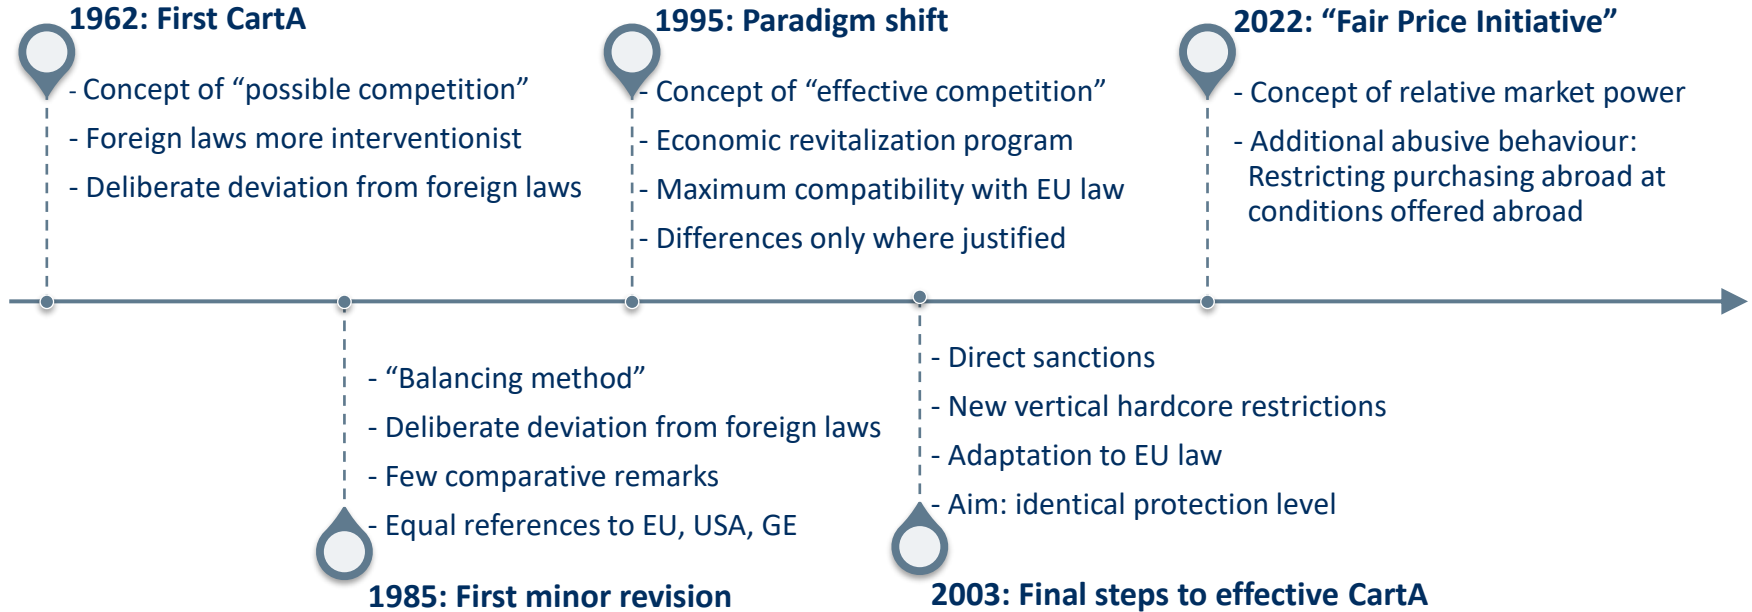 1962: First CartA
- Concept of “possible competition”
- Foreign laws more interventionist
- Deliberate deviation from foreign laws
1995: Paradigm shift
- Concept of “effective competition”
- Economic revitalization program
- Maximum compatibility with EU law
- Differences only where justified
2022: “Fair Price Initiative”
- Concept of relative market power
- Additional abusive behaviour:
Restricting purchasing abroad at
conditions offered abroad
- “Balancing method”
- Deliberate deviation from foreign laws
- Few comparative remarks
- Equal references to EU, USA, GE
1985: First minor revision
- Direct sanctions
- New vertical hardcore restrictions
- Adaptation to EU law
- Aim: identical protection level
2003: Final steps to effective CartA